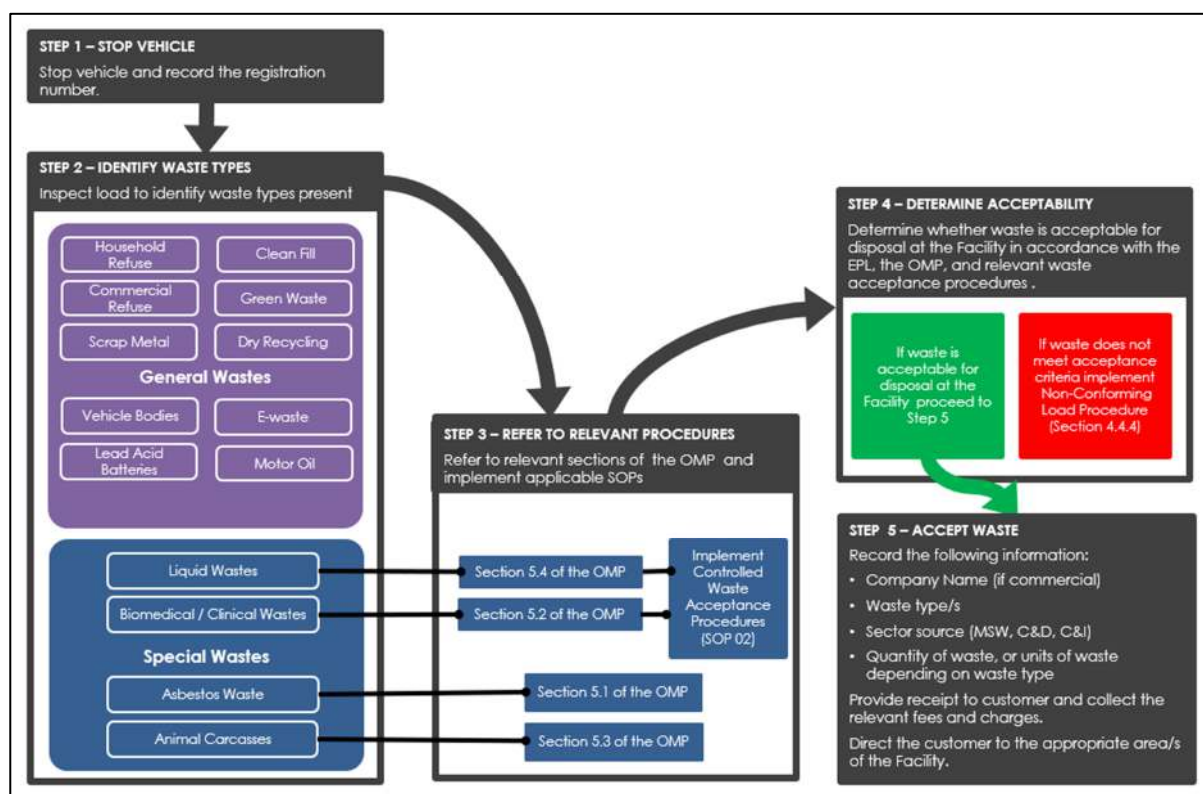 STEP 1 – STOP VEHICLE
Stop vehicle and record the registration
number.
STEP 2 – IDENTIFY WASTE TYPES
Inspect load to identify waste types present
Household
Refuse
Clean Fill
Commercial
Refuse
Green Waste
Scrap Metal
Dry Recycling
General Wastes
Vehicle Bodies
E-waste
Lead Acid
Batteries
Motor Oil
Liquid Wastes
Biomedical / Clinical Wastes
Special Wastes
Asbestos Waste
Animal Carcasses
STEP 3 – REFER TO RELEVANT PROCEDURES
Refer to relevant sections of the OMP and
implement applicable SOPs
Section 5.4 of the OMP
Section 5.2 of the OMP
Implement
Controlled
Waste
Acceptance
Procedures
(SOP 02)
Section 5.1 of the OMP
Section 5.3 of the OMP
STEP 4 – DETERMINE ACCEPTABILITY
Determine whether waste is acceptable for
disposal at the Facility in accordance with the
EPL, the OMP, and relevant waste
acceptance procedures .
If waste is
acceptable for
disposal at the
Facility proceed to
Step 5
If waste does not
meet acceptance
criteria implement
Non-Conforming
Load Procedure
(Section 4.4.4)
STEP 5 – ACCEPT WASTE
Record the following information:
• Company Name (if commercial)
• Waste type/s
• Sector source (MSW, C&D, C&I)
• Quantity of waste, or units of waste
depending on waste type
Provide receipt to customer and collect the
relevant fees and charges.
Direct the customer to the appropriate area/s
of the Facility.